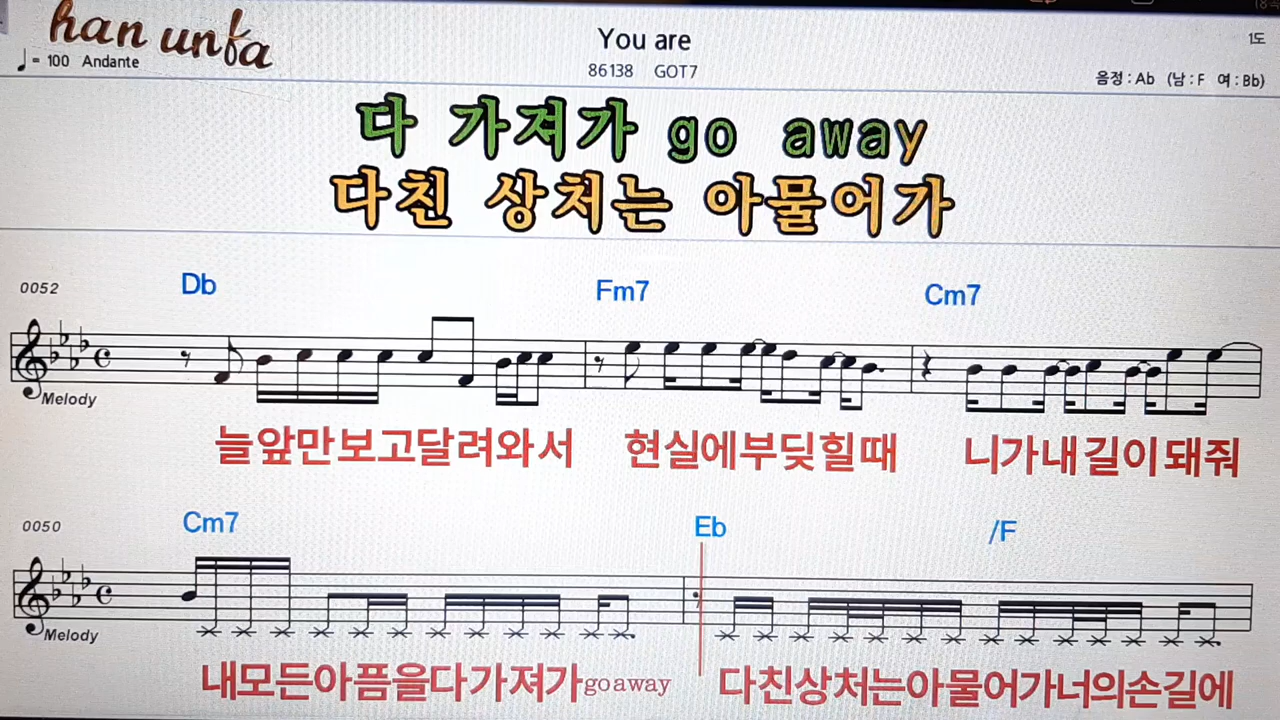 han unfa
♩= 100 Andante
You are
86138 GOT7
1도
음정 : Ab (남 : F 여 : Bb)
다 가져가 go away
다친 상처는 아물어가
0052
Db Fm7 Cm7
Melody
늘앞만보고달려와서 현실에부딪힐때 니가내길이돼줘
0050
Cm7 Eb /F
Melody
내모든아픔을다가져가goaway 다친상처는아물어가너의손길에